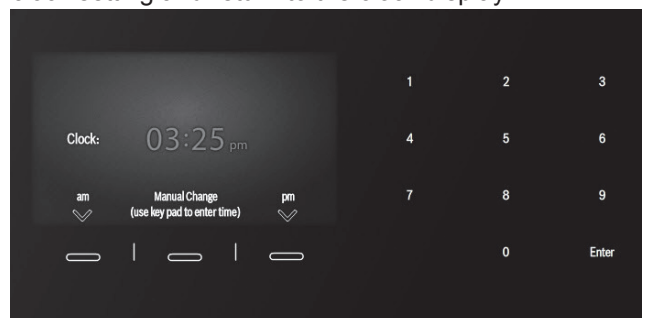 1 2 3
Clock: 03:25 pm
4 5 6
am Manual Change pm
(use key pad to enter time)
7 8 9
0 Enter